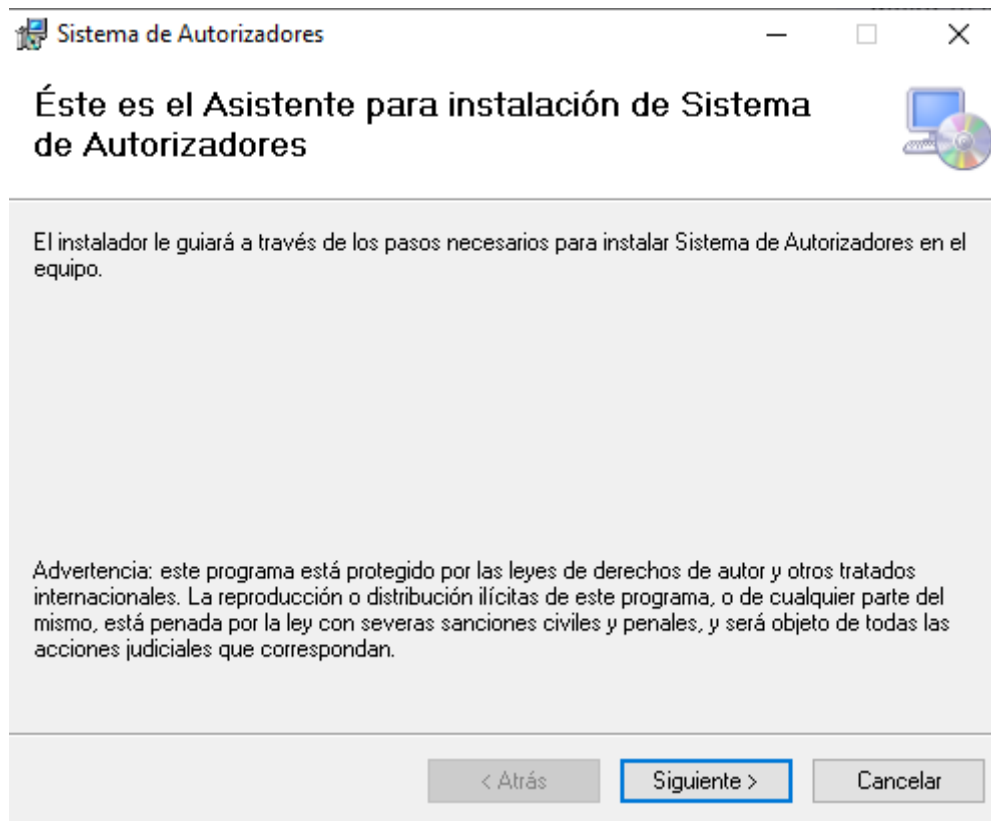 Sistema de Autorizadores
Éste es el Asistente para instalación de Sistema
de Autorizadores
El instalador le guiará a través de los pasos necesarios para instalar Sistema de Autorizadores en el
equipo.
Advertencia: este programa está protegido por las leyes de derechos de autor y otros tratados
internacionales. La reproducción o distribución ilícitas de este programa, o de cualquier parte del
mismo, está penada por la ley con severas sanciones civiles y penales, y será objeto de todas las
acciones judiciales que correspondan.
< Atrás
Siguiente >
Cancelar